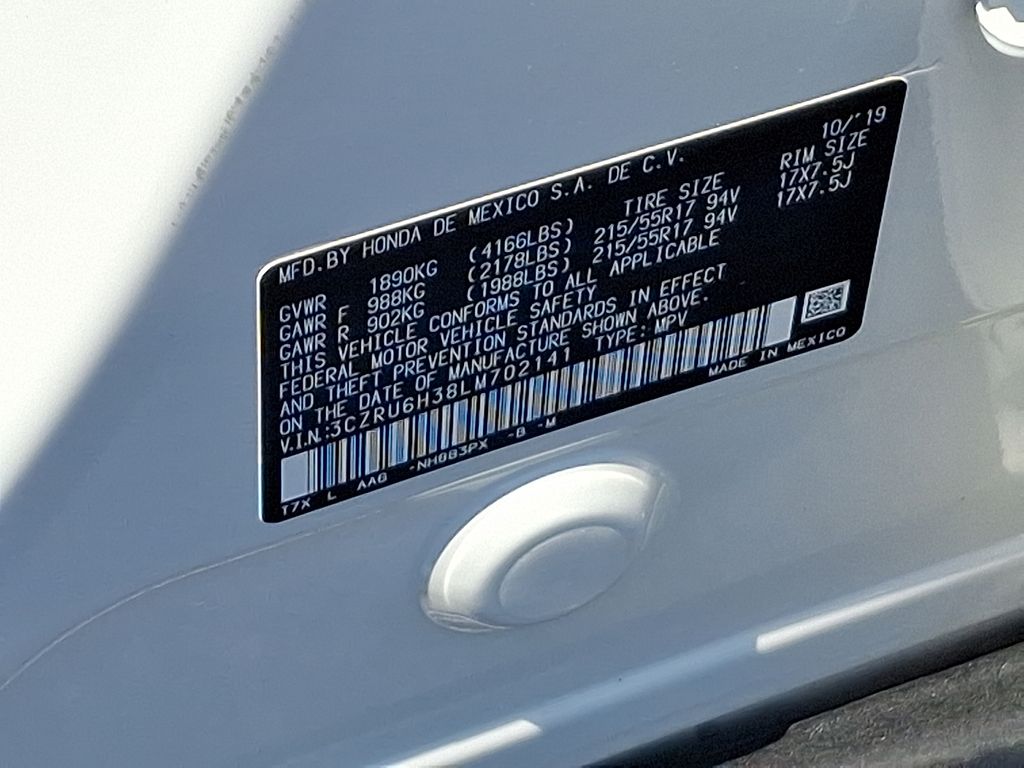 MFD.BY HONDA DE MEXICO S.A. DE C.V. 10/'19
GVWR 1890KG (4166LBS) TIRE SIZE RIM SIZE
GAWR F 988KG (2178LBS) 215/55R17 94V 17X7.5J
GAWR R 902KG (1988LBS) 215/55R17 94V 17X7.5J
THIS VEHICLE CONFORMS TO ALL APPLICABLE
FEDERAL MOTOR VEHICLE SAFETY
AND THEFT PREVENTION STANDARDS IN EFFECT
ON THE DATE OF MANUFACTURE SHOWN ABOVE.
V.I.N:3CZRU6H38LM702141 TYPE:MPV
MADE IN MEXICO
T7X L AAG -NH883PX -B -M